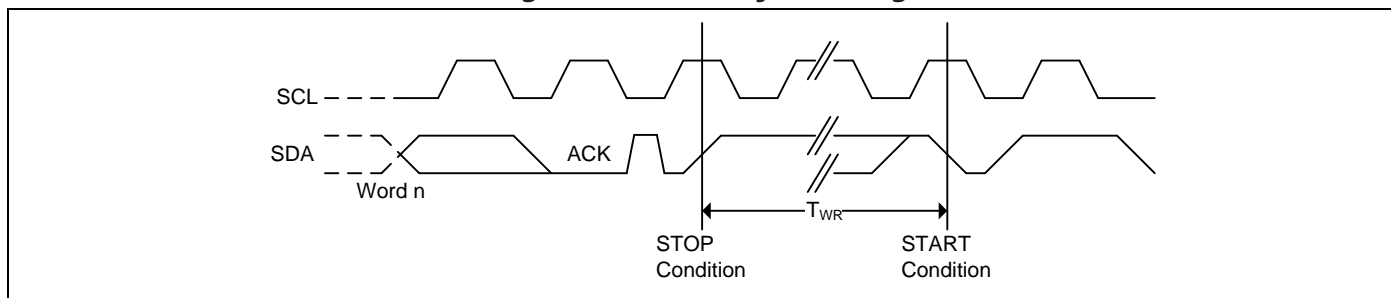 SCL
SDA
ACK
Word n
TWR
STOP
Condition
START
Condition